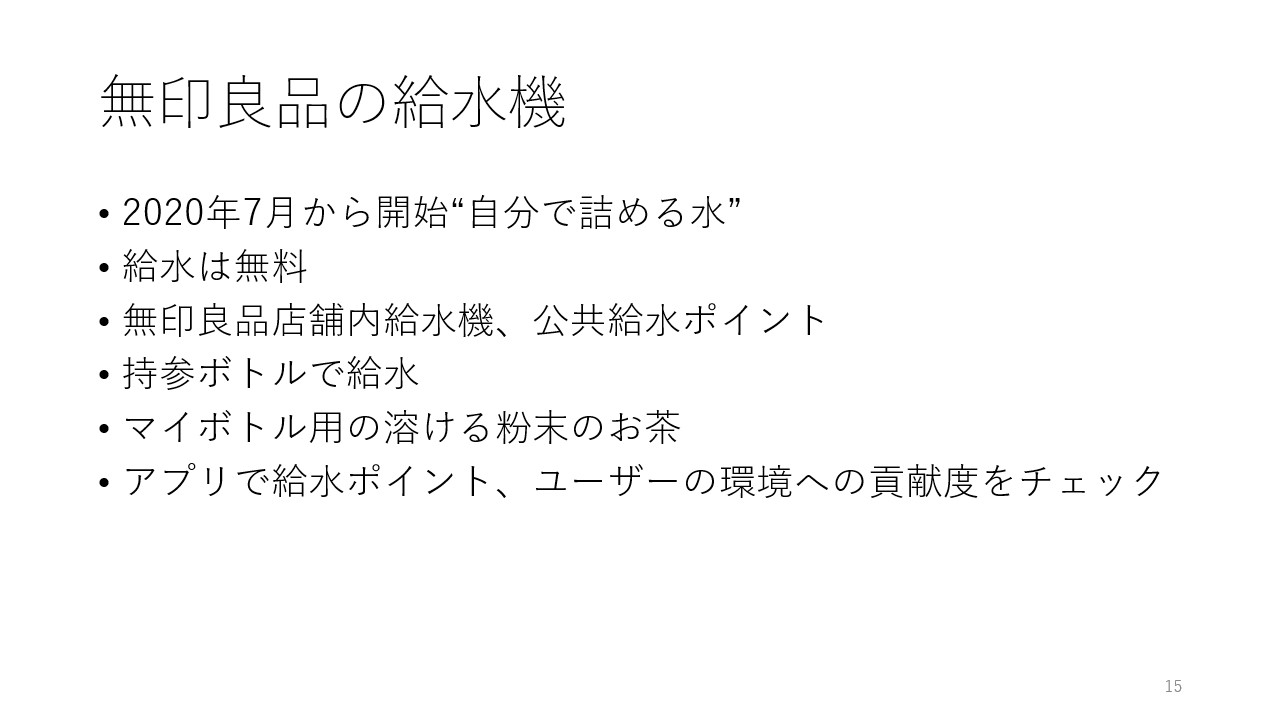 無印良品の給水機
• 2020年7月から開始“自分で詰める水”
• 給水は無料
• 無印良品店舗内給水機、公共給水ポイント
• 持参ボトルで給水
• マイボトル用の溶ける粉末のお茶
• アプリで給水ポイント、ユーザーの環境への貢献度をチェック
15